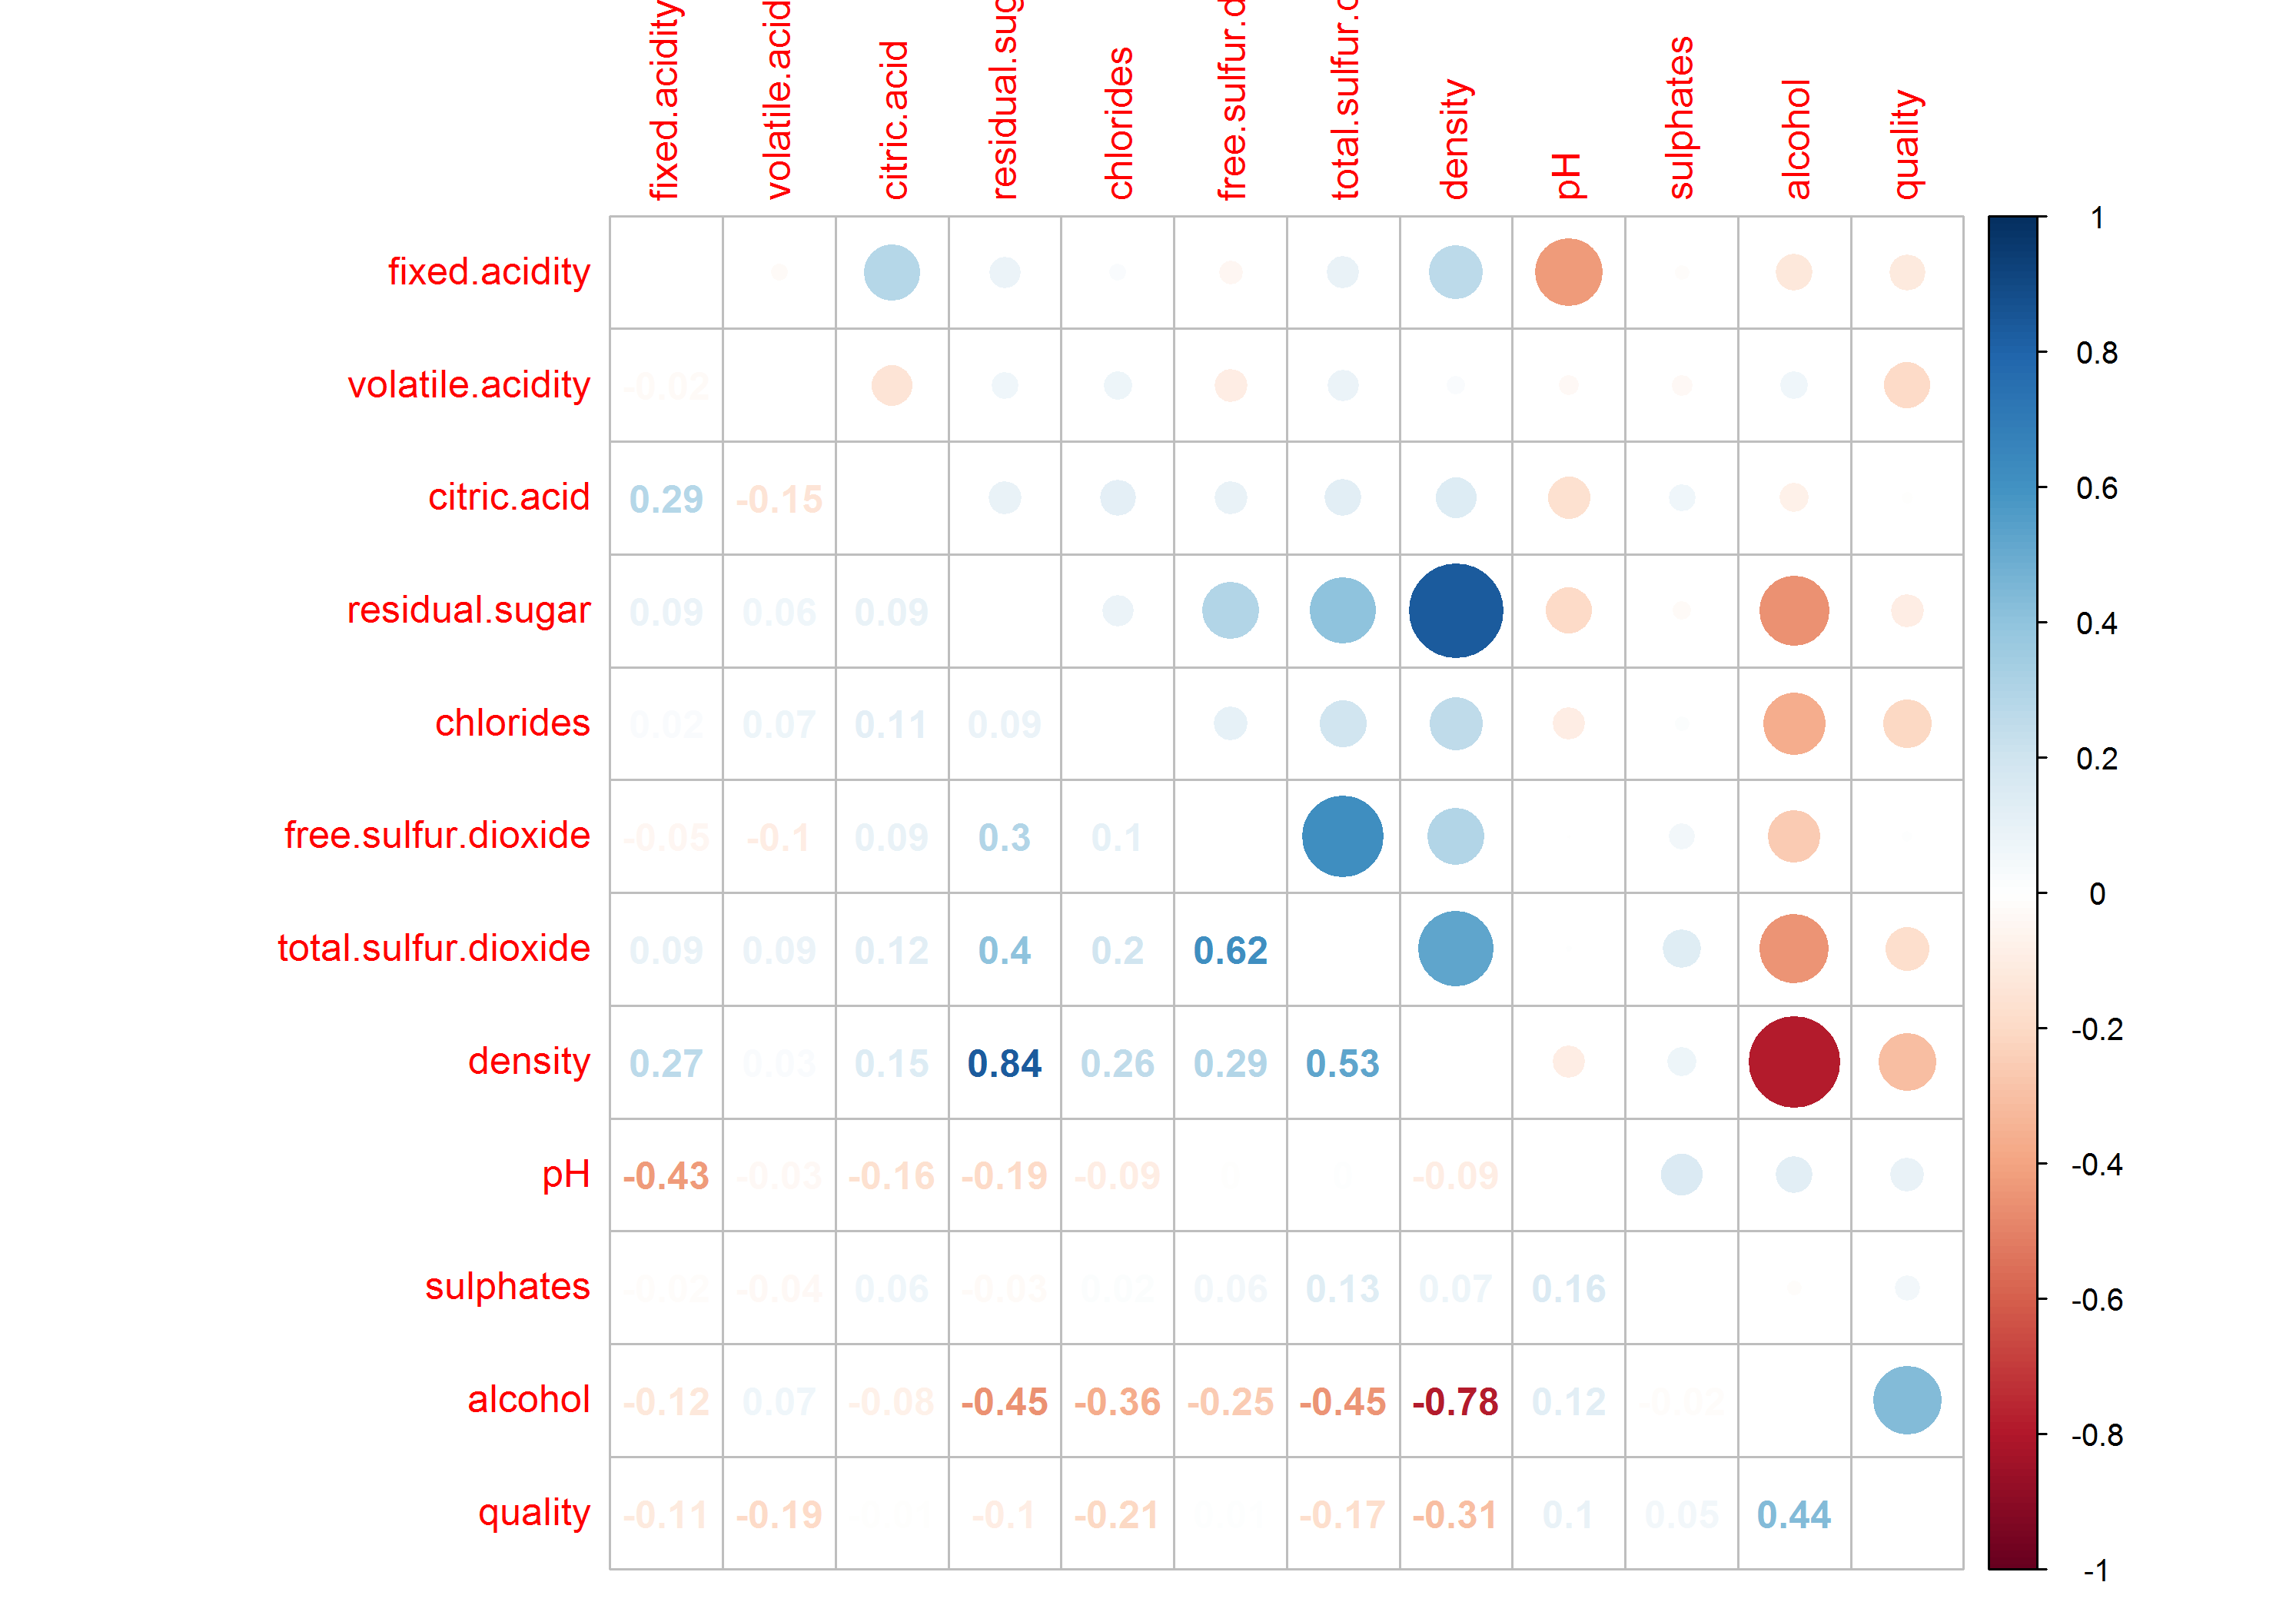 fixed.acidity
volatile.acid
citric.acid
residual.sug
chlorides
free.sulfur.d
total.sulfur.d
density
pH
sulphates
alcohol
quality
fixed.acidity
volatile.acidity -0.02
citric.acid 0.29 -0.15
residual.sugar 0.09 0.06 0.09
chlorides 0.02 0.07 0.11 0.09
free.sulfur.dioxide -0.05 -0.1 0.09 0.3 0.1
total.sulfur.dioxide 0.09 0.09 0.12 0.4 0.2 0.62
density 0.27 0.03 0.15 0.84 0.26 0.29 0.53
pH -0.43 -0.03 -0.16 -0.19 -0.09 -0.09
sulphates -0.02 -0.04 0.06 -0.03 0.02 0.06 0.13 0.07 0.16
alcohol -0.12 0.07 -0.08 -0.45 -0.36 -0.25 -0.45 -0.78 0.12 -0.02
quality -0.11 -0.19 -0.1 -0.21 -0.17 -0.31 0.1 0.05 0.44
1
0.8
0.6
0.4
0.2
0
-0.2
-0.4
-0.6
-0.8
-1